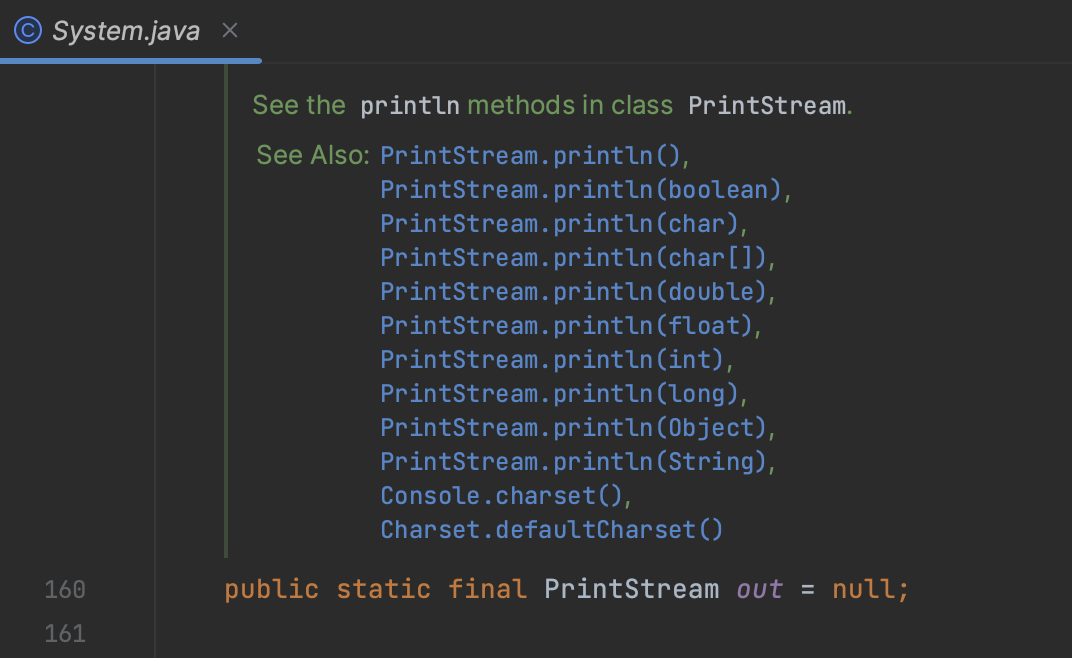 © System.java ×
See the println methods in class PrintStream.
See Also: PrintStream.println(),
PrintStream.println(boolean),
PrintStream.println(char),
PrintStream.println(char[]),
PrintStream.println(double),
PrintStream.println(float),
PrintStream.println(int),
PrintStream.println(long),
PrintStream.println(Object),
PrintStream.println(String),
Console.charset(),
Charset.defaultCharset()
160 public static final PrintStream out = null;
161